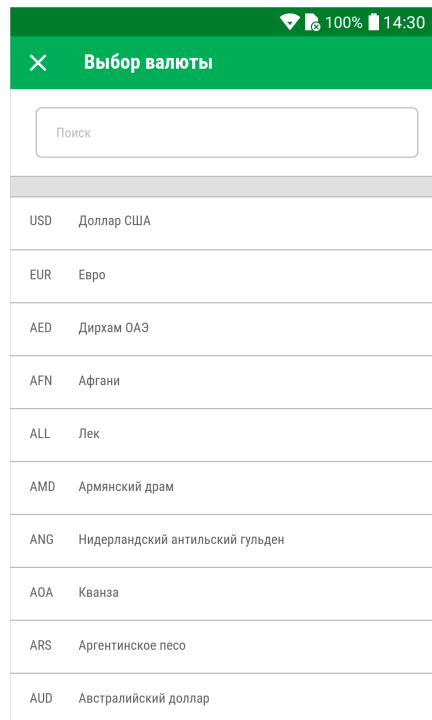 100% 14:30
Выбор валюты
Поиск
USD Доллар США
EUR Евро
AED Дирхам ОАЭ
AFN Афгани
ALL Лек
AMD Армянский драм
ANG Нидерландский антильский гульден
AOA Кванза
ARS Аргентинское песо
AUD Австралийский доллар